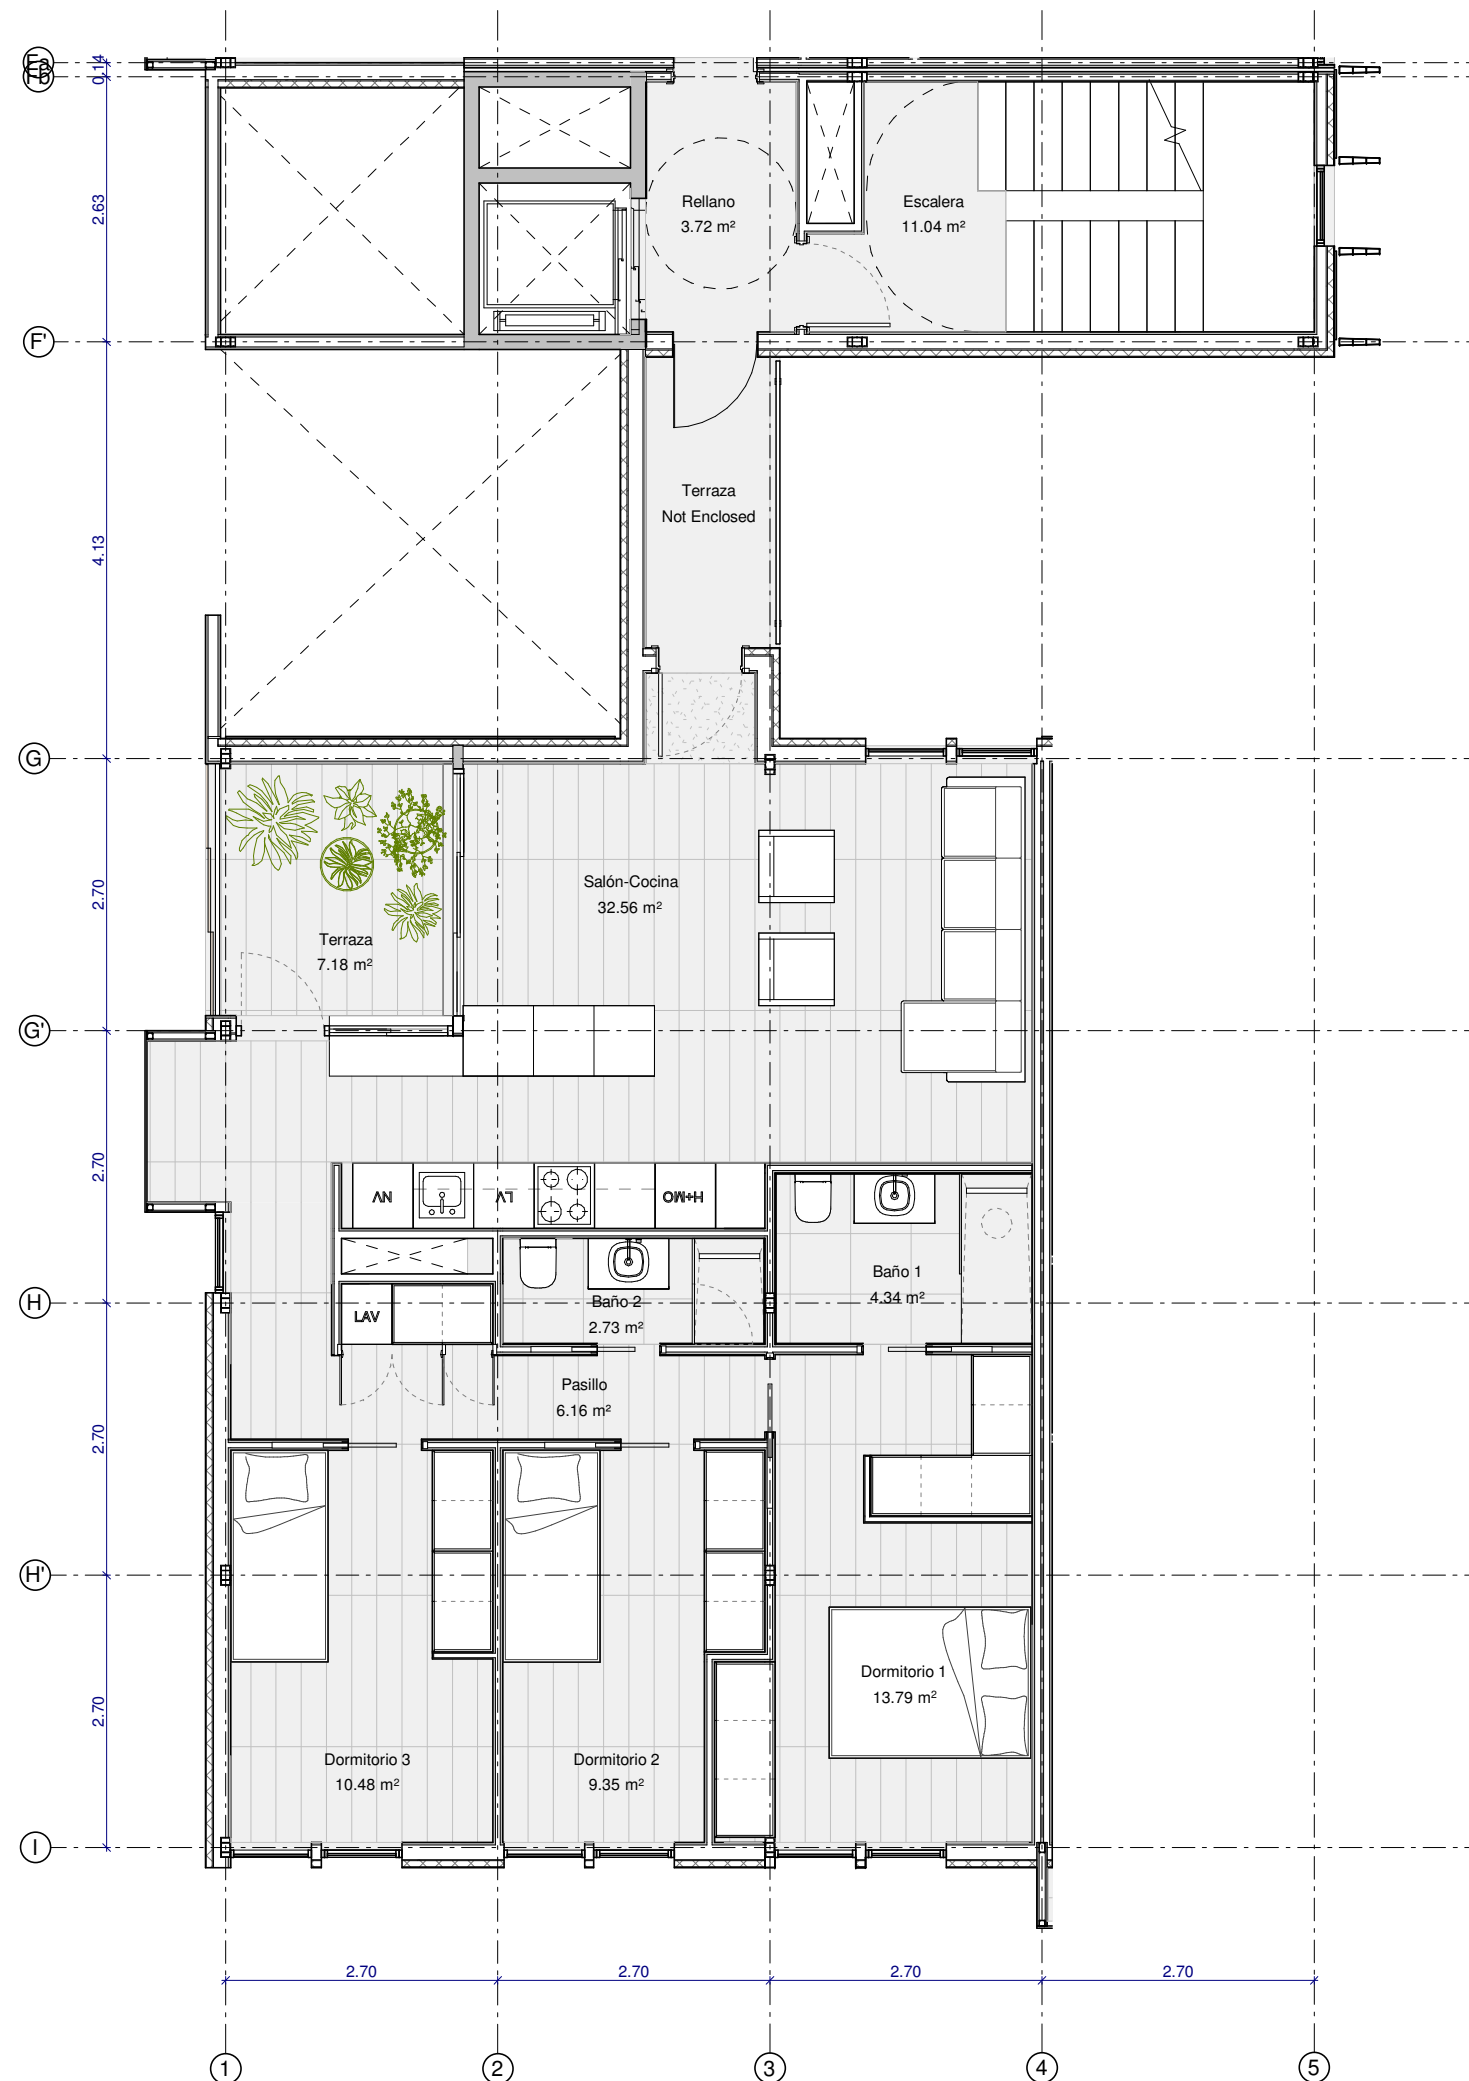 Fa
Fb
0.14
2.63
Rellano
3.72 m²
Escalera
11.04 m²
F'
Terraza
Not Enclosed
4.13
G
Salón-Cocina
32.56 m²
2.70
Terraza
7.18 m²
G'
2.70
NV
LV
H+MO
Baño 1
4.34 m²
H
Baño 2
2.73 m²
LAV
Pasillo
6.16 m²
2.70
H'
Dormitorio 1
13.79 m²
2.70
Dormitorio 3
10.48 m²
Dormitorio 2
9.35 m²
I
2.70
2.70
2.70
2.70
1
2
3
4
5